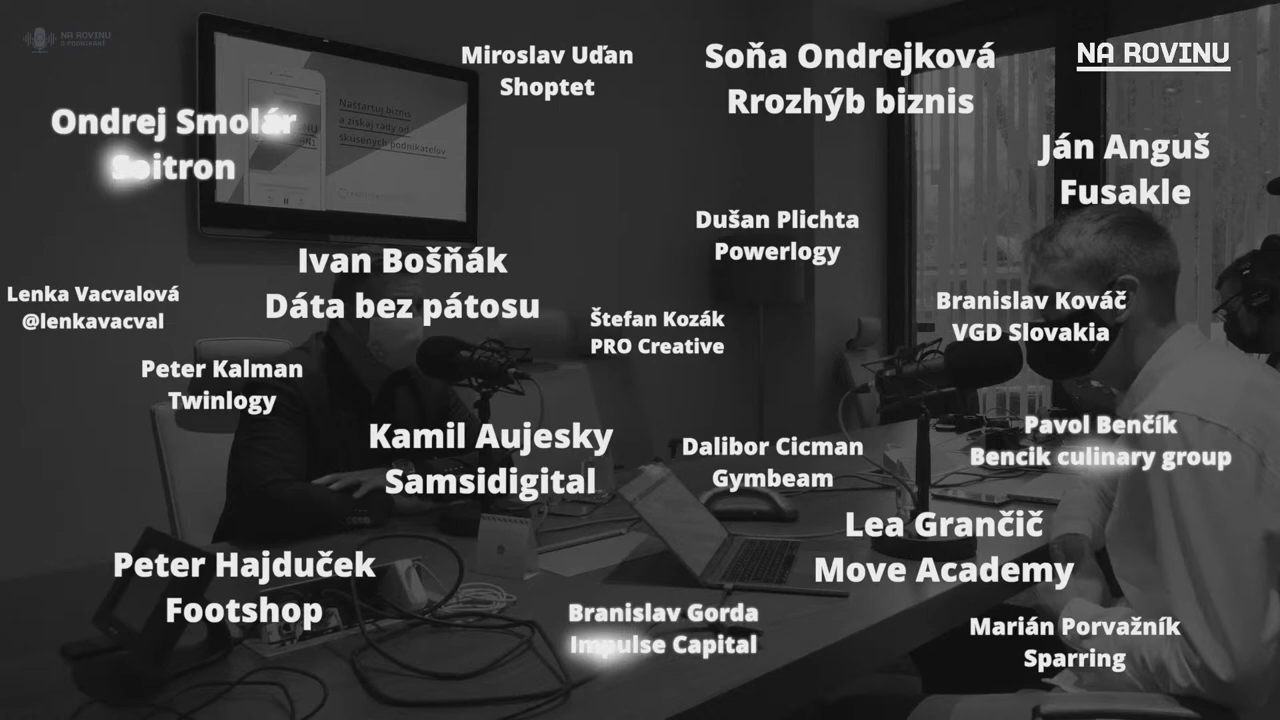 NA ROVINU
O PODNIKANÍ
Miroslav Uďan
Shoptet
Soňa Ondrejková
Rrozhýb biznis
NA ROVINU
Nastartuj biznis
a získaj rady od
skúsených podnikateľov
Ondrej Smolár
Soitron
Ján Anguš
Fusakle
Dušan Plichta
Powerlogy
Ivan Bošňák
Dáta bez pátosu
Lenka Vacvalová
@lenkavacval
Štefan Kozák
PRO Creative
Branislav Kováč
VGD Slovakia
Peter Kalman
Twinlogy
Kamil Aujesky
Samsidigital
Dalibor Cicman
Gymbeam
Pavol Benčík
Bencik culinary group
Lea Grančič
Move Academy
Peter Hajduček
Footshop
Branislav Gorda
Impulse Capital
Marián Porvažník
Sparring